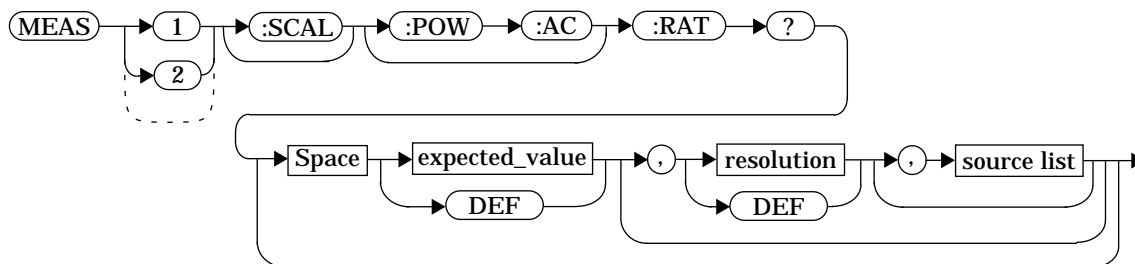 MEAS 1 :SCAL :POW :AC :RAT ?
2
Space expected_value , resolution , source list
DEF DEF